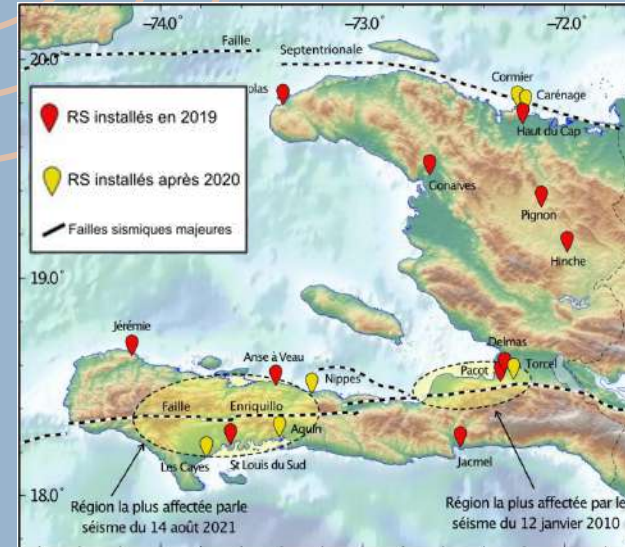 −74.0
−73.0
−72.0
20.0°
Faille
Septentrionale
Cormier
Carénage
Haut du Cap
RS installés en 2019
RS installés après 2020
Failles sismiques majeures
Gonaives
Pignon
Hinche
19.0°
Jérémie
Anse à Veau
Nippes
Delmas
Pacot
Torcel
Faille
Enriquillo
Aquin
Les Cayes
St Louis du Sud
Jacmel
18.0°
Région la plus affectée parle
séisme du 14 août 2021
Région la plus affectée par le
séisme du 12 janvier 2010